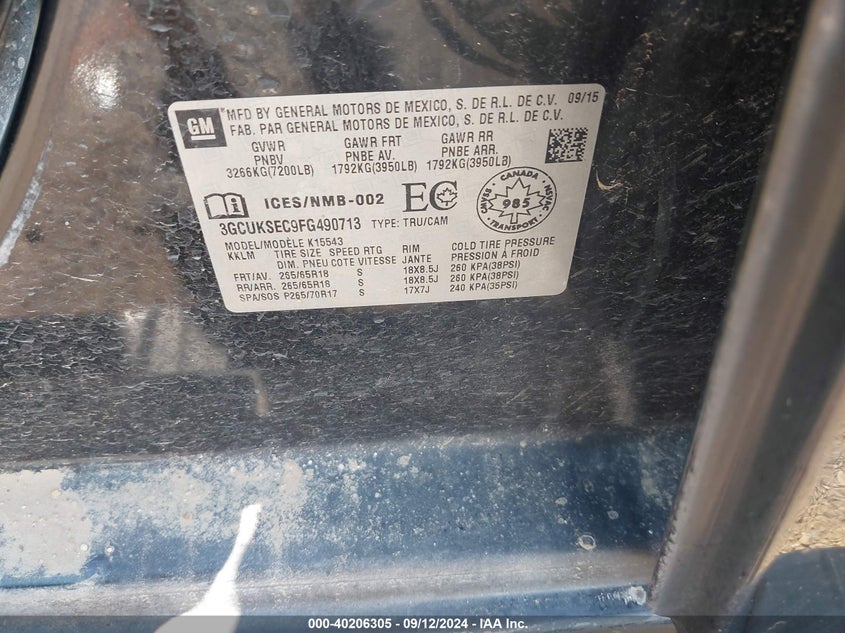 GM
MFD BY GENERAL MOTORS DE MEXICO, S. DE R.L. DE C.V. 09/15
FAB. PAR GENERAL MOTORS DE MEXICO, S. DE R.L. DE C.V.
GVWR GAWR FRT GAWR RR
PNBV PNBE AV. PNBE ARR.
3266KG(7200LB) 1792KG(3950LB) 1792KG(3950LB)
ICES/NMB-002 EC
CANADA
CMVSS NSVAC
985
TRANSPORT
3GCUKSEC9FG490713 TYPE: TRU/CAM
MODEL/MODÈLE K15543
KKLM TIRE SIZE SPEED RTG RIM COLD TIRE PRESSURE
DIM. PNEU COTE VITESSE JANTE PRESSION À FROID
FRT/AV. 265/65R18 S 18X8.5J 260 KPA(38PSI)
RR/ARR. 265/65R18 S 18X8.5J 260 KPA(38PSI)
SPA/SOS P265/70R17 S 17X7J 240 KPA(35PSI)
000-40206305 - 09/12/2024 - IAA Inc.